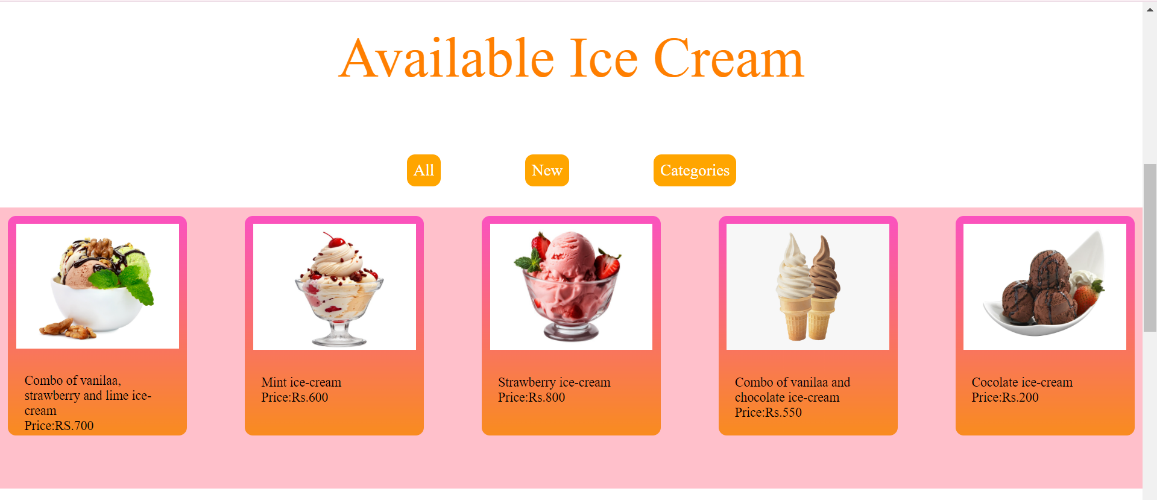 Available Ice Cream
All
New
Categories
Combo of vanilaa,
strawberry and lime ice-
cream
Price:RS.700
Mint ice-cream
Price:Rs.600
Strawberry ice-cream
Price:Rs.800
Combo of vanilaa and
chocolate ice-cream
Price:Rs.550
Cocolate ice-cream
Price:Rs.200